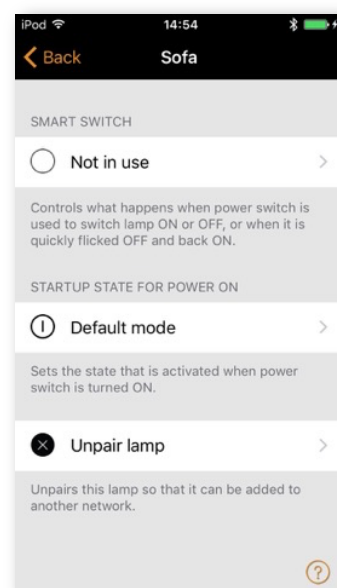 iPod 14:54
Back Sofa
SMART SWITCH
Not in use
Controls what happens when power switch is
used to switch lamp ON or OFF, or when it is
quickly flicked OFF and back ON.
STARTUP STATE FOR POWER ON
Default mode
Sets the state that is activated when power
switch is turned ON.
Unpair lamp
Unpairs this lamp so that it can be added to
another network.
?